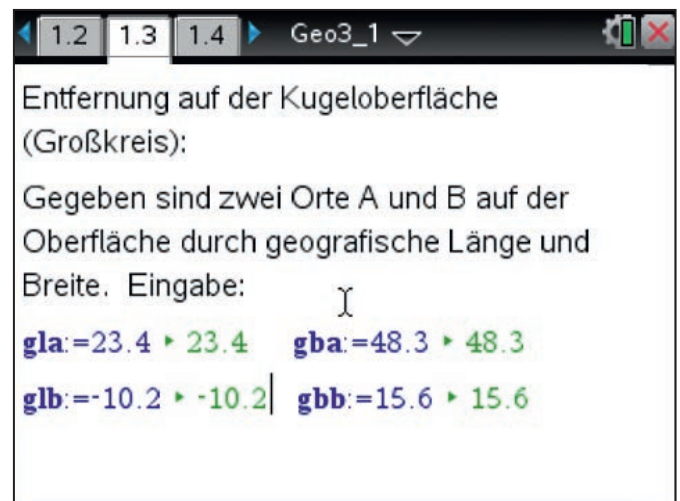 1.2 1.3 1.4 Geo3_1
Entfernung auf der Kugeloberfläche
(Großkreis):
Gegeben sind zwei Orte A und B auf der
Oberfläche durch geografische Länge und
Breite. Eingabe:
gla:=23.4 ▸ 23.4 gba:=48.3 ▸ 48.3
glb:=-10.2 ▸ -10.2 gbb:=15.6 ▸ 15.6